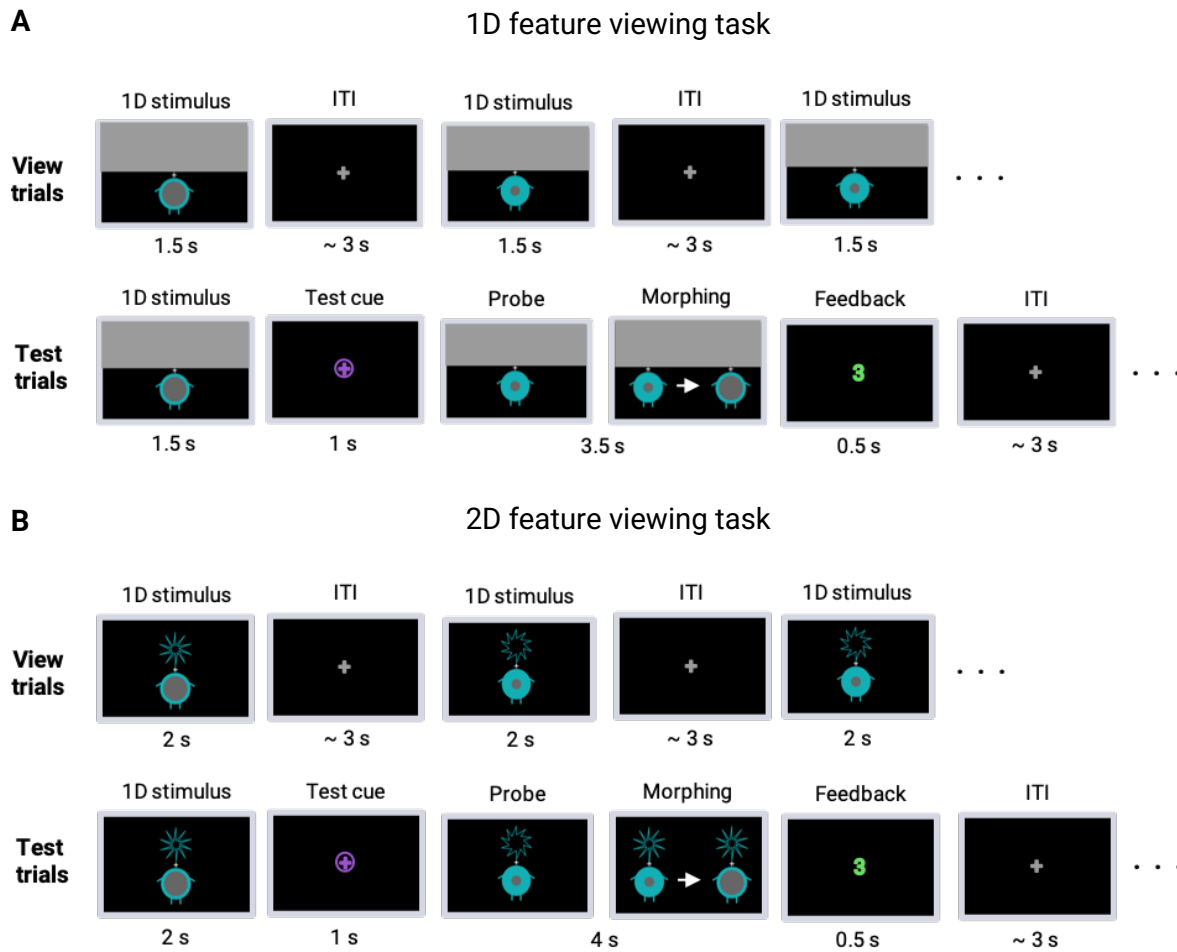 A
1D feature viewing task
1D stimulus ITI 1D stimulus ITI 1D stimulus
View
trials
. . .
1.5 s ~ 3 s 1.5 s ~ 3 s 1.5 s
1D stimulus Test cue Probe Morphing Feedback ITI
Test
trials
3
. . .
1.5 s 1 s 3.5 s 0.5 s ~ 3 s
B
2D feature viewing task
1D stimulus ITI 1D stimulus ITI 1D stimulus
View
trials
. . .
2 s ~ 3 s 2 s ~ 3 s 2 s
1D stimulus Test cue Probe Morphing Feedback ITI
Test
trials
3
. . .
2 s 1 s 4 s 0.5 s ~ 3 s